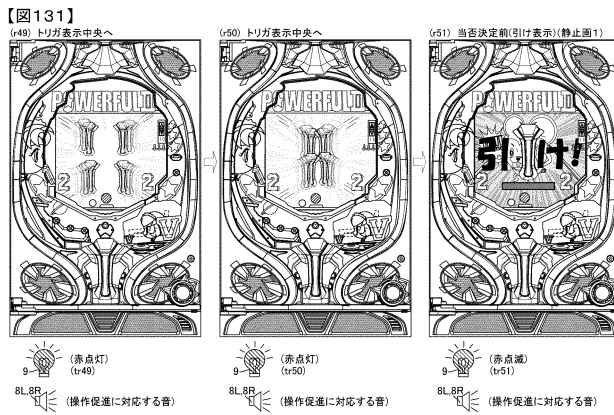 【図131】
(r49) トリガ表示中央へ
(r50) トリガ表示中央へ
(r51) 当否決定前(引け表示)(静止画1)
POWERFULⅡ
2 2
V
POWERFULⅡ
2 2
V
POWERFULⅡ
引け!
2 2
V
9 (赤点灯)
(tr49)
9 (赤点灯)
(tr50)
9 (赤点滅)
(tr51)
8L,8R (操作促進に対応する音)
8L,8R (操作促進に対応する音)
8L,8R (操作促進に対応する音)